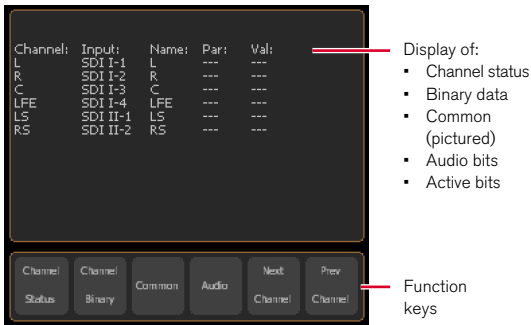 Channel: Input: Name: Par: Val:
L SDI I-1 L --- ---
R SDI I-2 R --- ---
C SDI I-3 C --- ---
LFE SDI I-4 LFE --- ---
LS SDI II-1 LS --- ---
RS SDI II-2 RS --- ---
Display of:
▪ Channel status
▪ Binary data
▪ Common
(pictured)
▪ Audio bits
▪ Active bits
Channel Status
Channel Binary
Common
Audio
Next Channel
Prev Channel
Function
keys